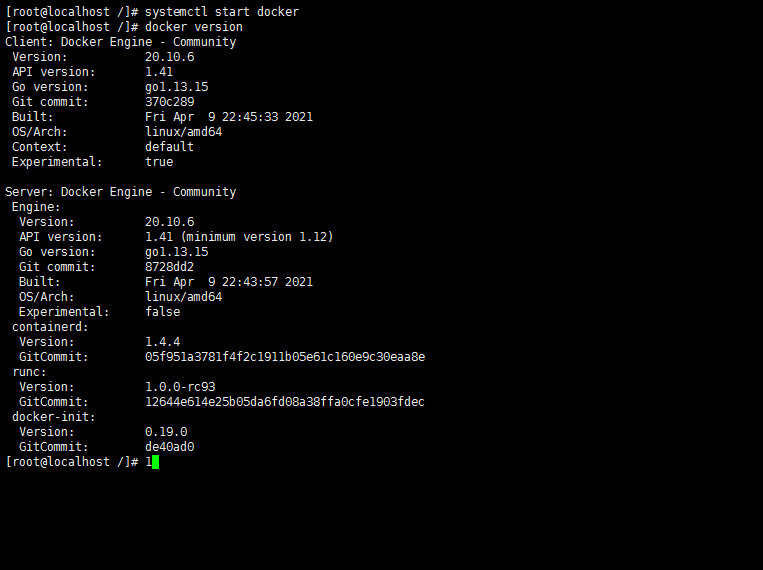 [root@localhost /]# systemctl start docker
[root@localhost /]# docker version
Client: Docker Engine - Community
 Version:           20.10.6
 API version:       1.41
 Go version:        go1.13.15
 Git commit:        370c289
 Built:             Fri Apr  9 22:45:33 2021
 OS/Arch:           linux/amd64
 Context:           default
 Experimental:      true

Server: Docker Engine - Community
 Engine:
  Version:          20.10.6
  API version:      1.41 (minimum version 1.12)
  Go version:       go1.13.15
  Git commit:       8728dd2
  Built:            Fri Apr  9 22:43:57 2021
  OS/Arch:          linux/amd64
  Experimental:     false
 containerd:
  Version:          1.4.4
  GitCommit:        05f951a3781f4f2c1911b05e61c160e9c30eaa8e
 runc:
  Version:          1.0.0-rc93
  GitCommit:        12644e614e25b05da6fd08a38ffa0cfe1903fdec
 docker-init:
  Version:          0.19.0
  GitCommit:        de40ad0
[root@localhost /]# 1